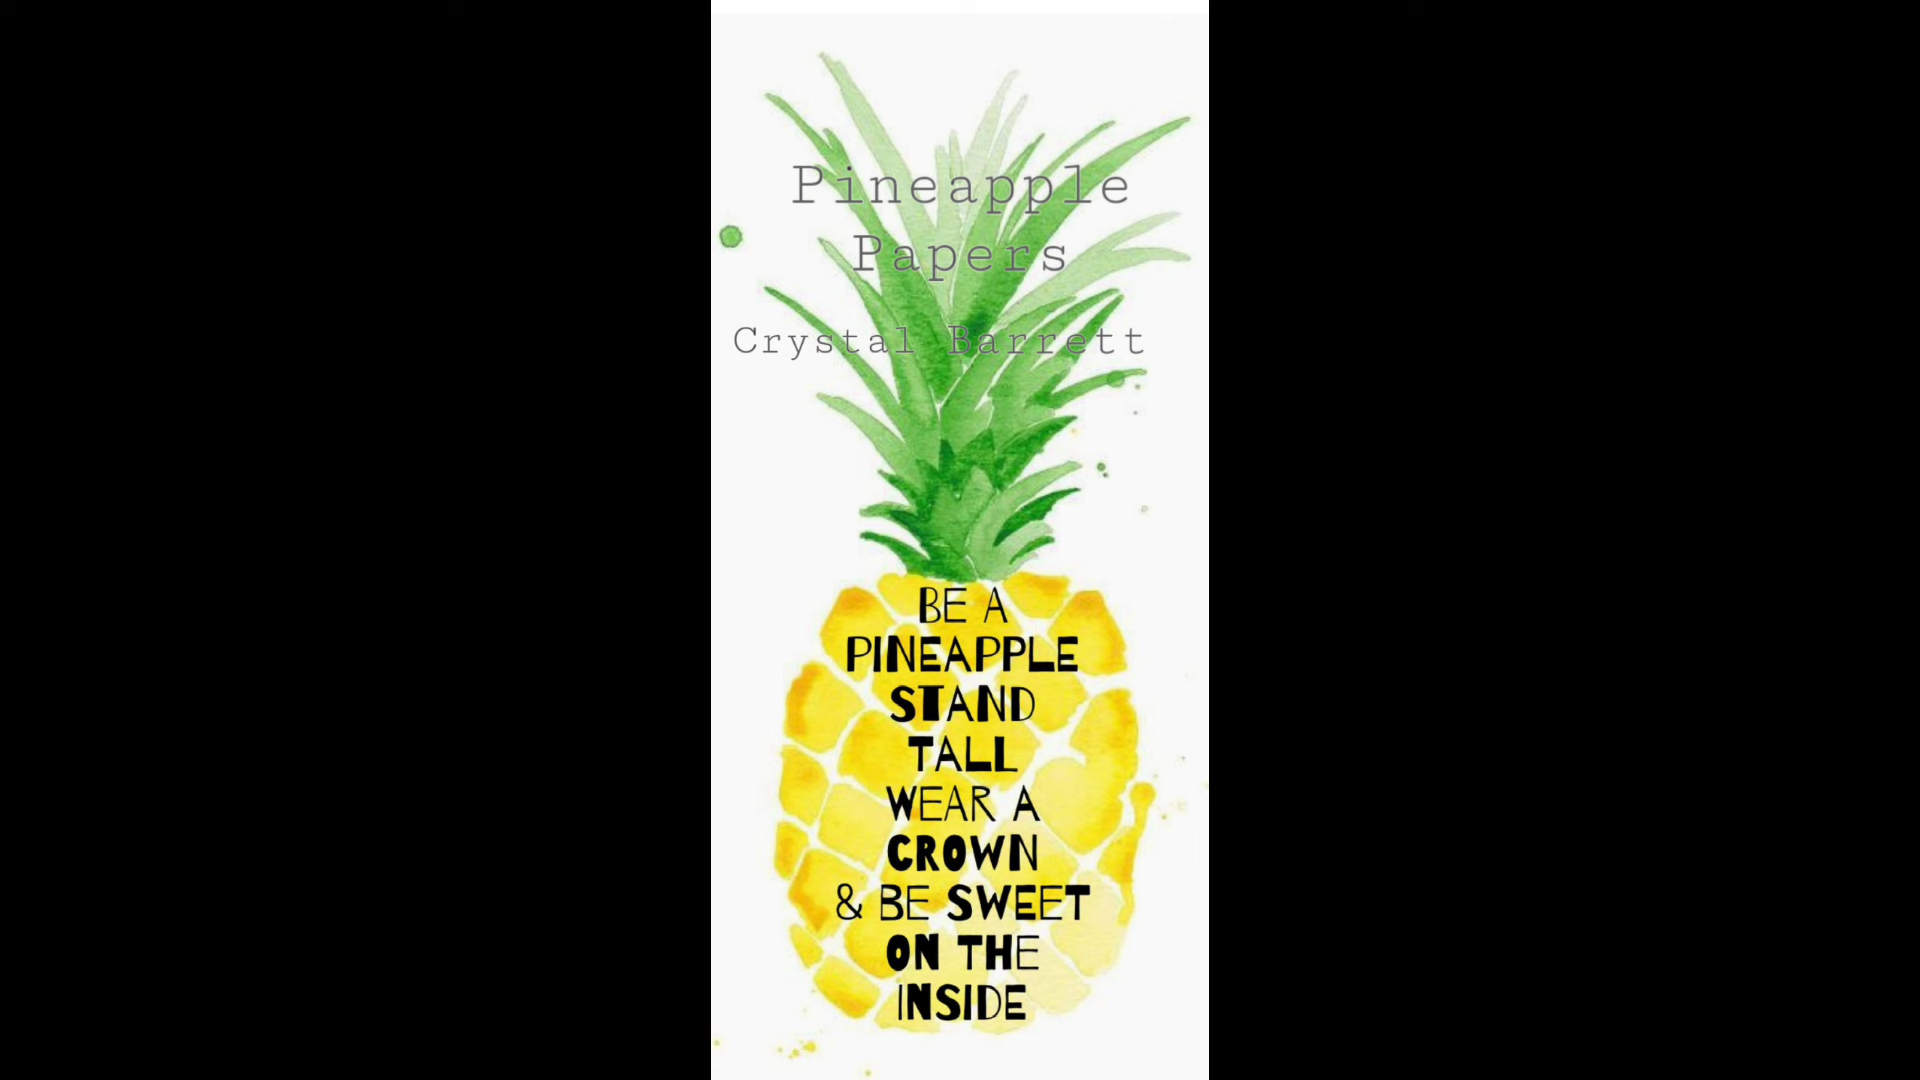 Pineapple
Papers
Crystal Barrett
BE A
PINEAPPLE
STAND
TALL
WEAR A
CROWN
& BE SWEET
ON THE
INSIDE